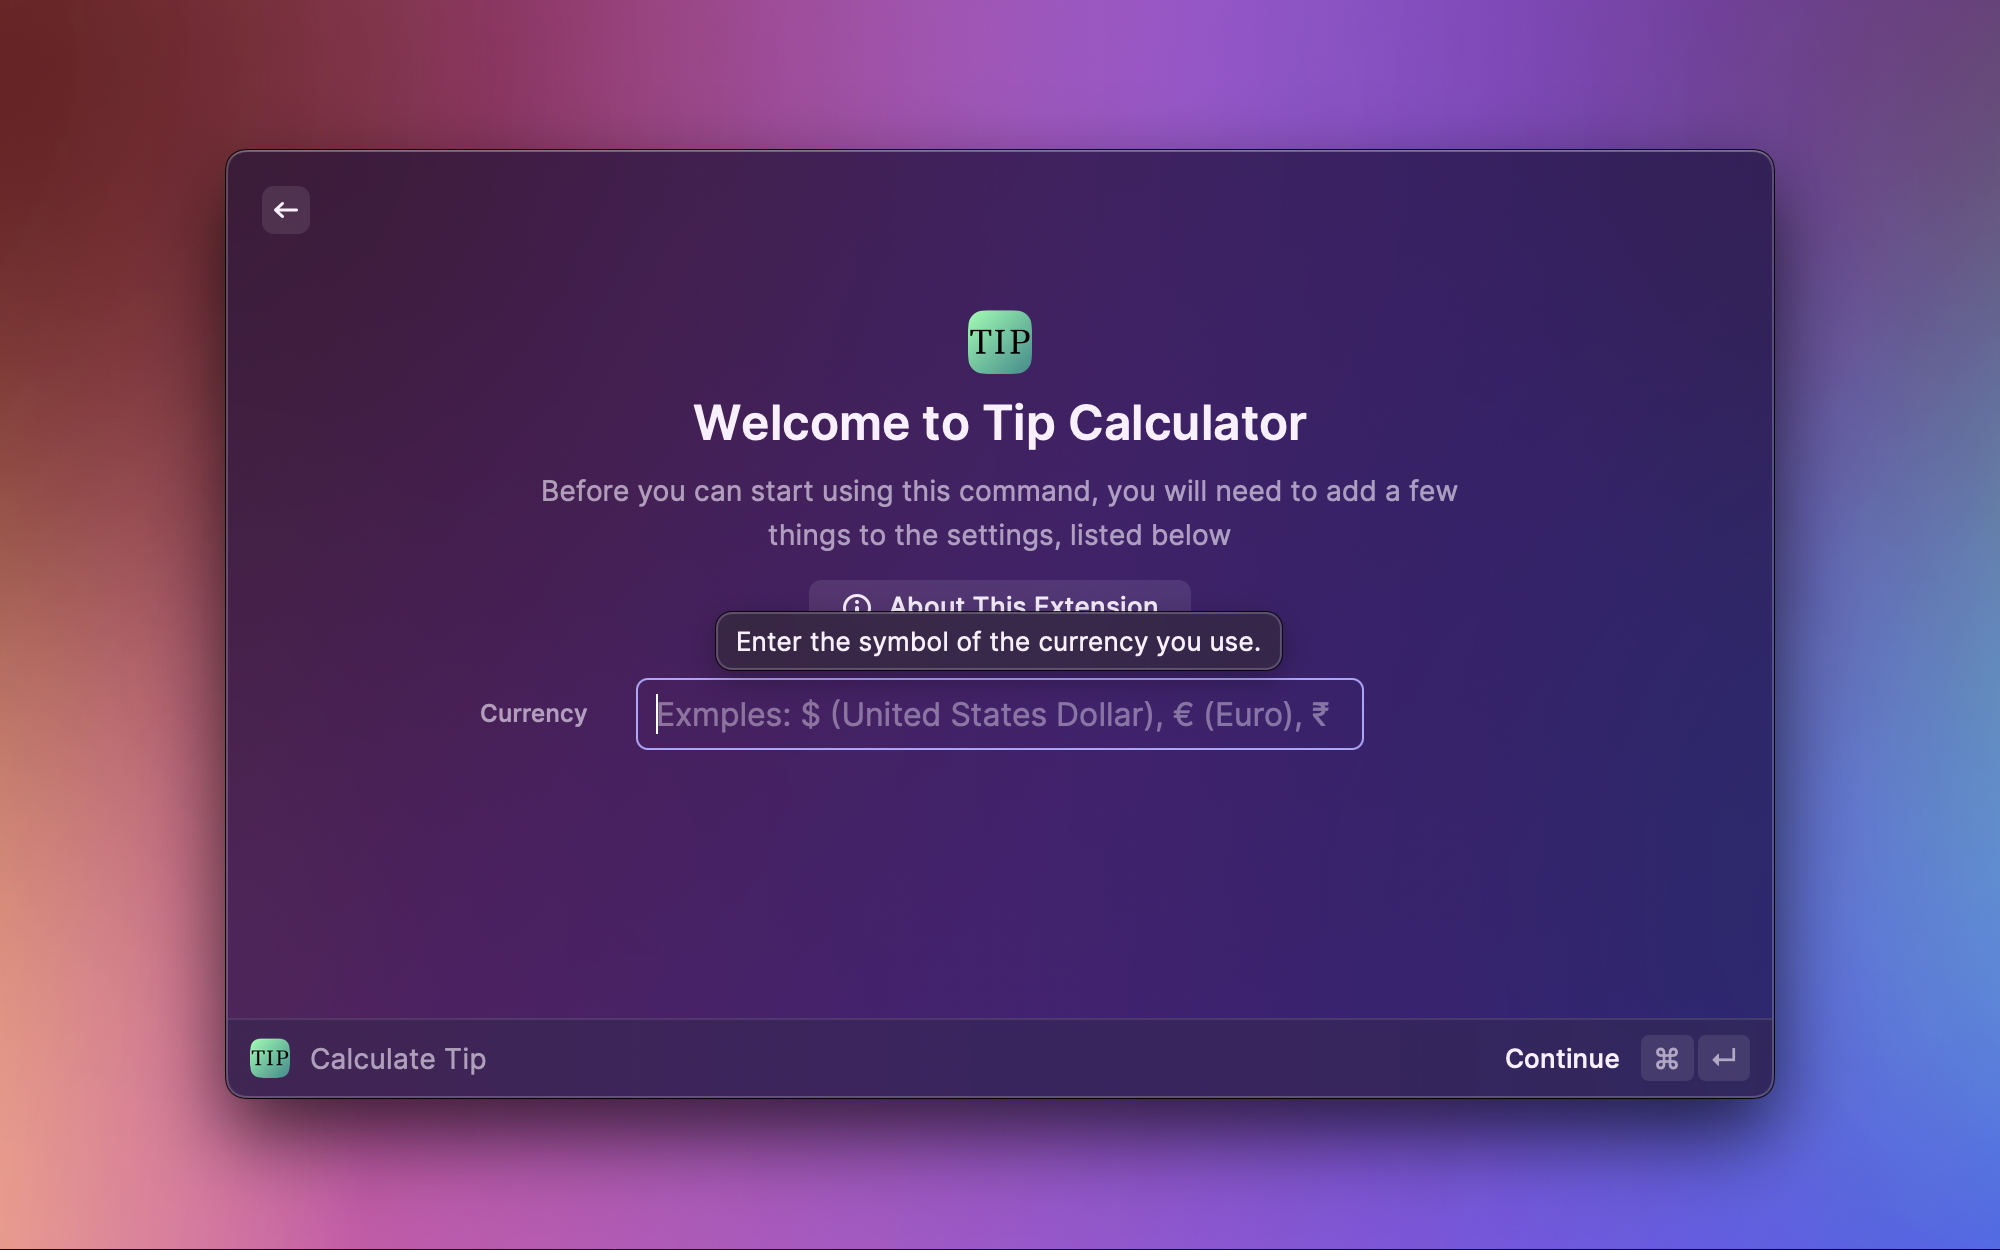 TIP
Welcome to Tip Calculator
Before you can start using this command, you will need to add a few
things to the settings, listed below
About This Extension
Enter the symbol of the currency you use.
Currency
Exmples: $ (United States Dollar), € (Euro), ₹
TIP
Calculate Tip
Continue ⌘ ↵